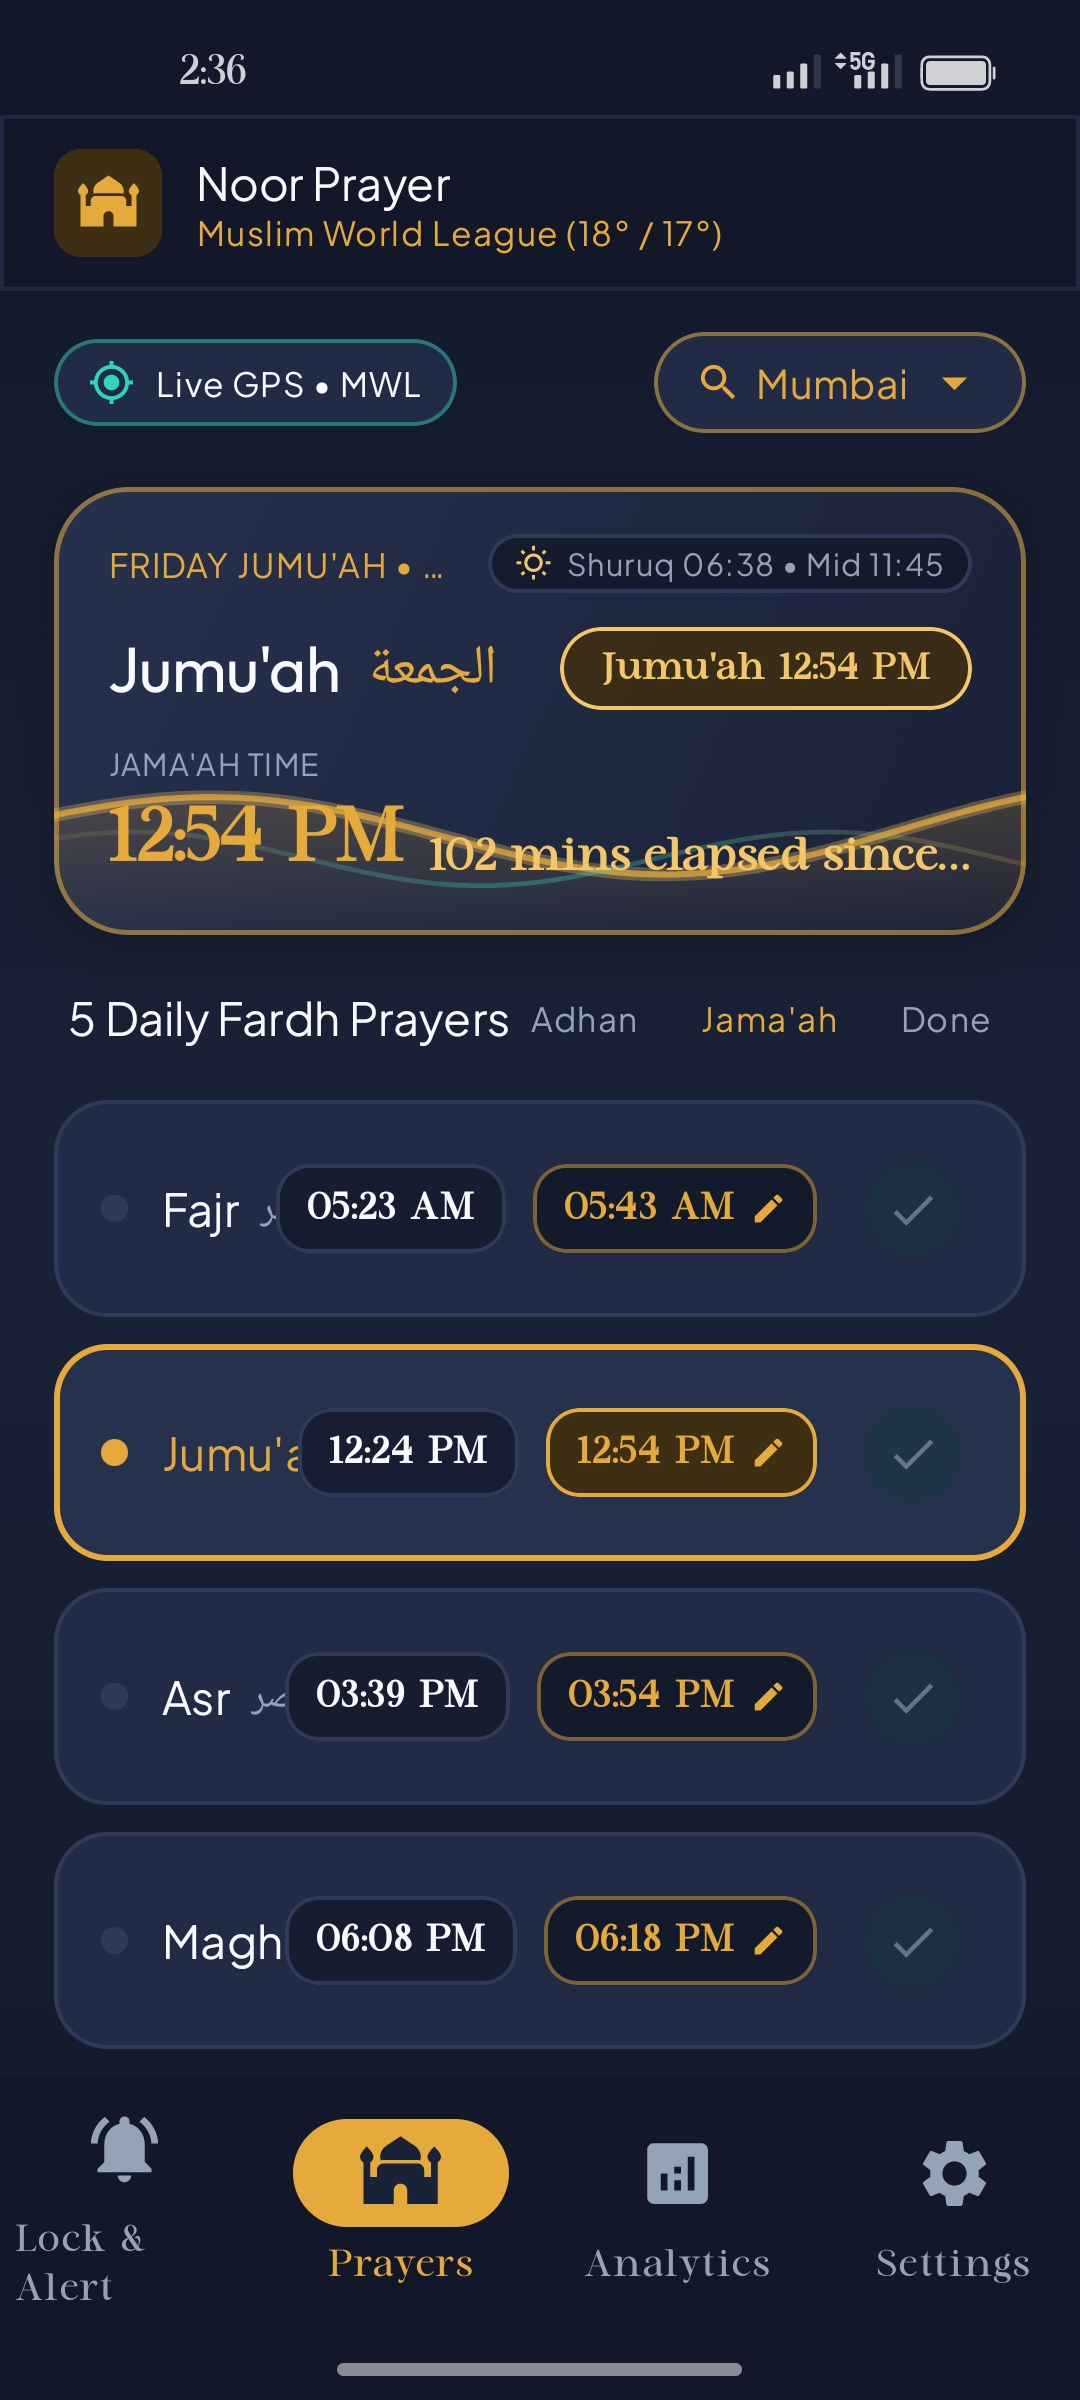 2:36
5G
Noor Prayer
Muslim World League (18° / 17°)
Live GPS • MWL
Mumbai
FRIDAY JUMU'AH • ...
Shuruq 06:38 • Mid 11:45
Jumu'ah الجمعة
Jumu'ah 12:54 PM
JAMA'AH TIME
12:54 PM 102 mins elapsed since...
5 Daily Fardh Prayers Adhan Jama'ah Done
Fajr 05:23 AM 05:43 AM
Jumu'a 12:24 PM 12:54 PM
Asr 03:39 PM 03:54 PM
Magh 06:08 PM 06:18 PM
Lock &
Alert
Prayers
Analytics
Settings